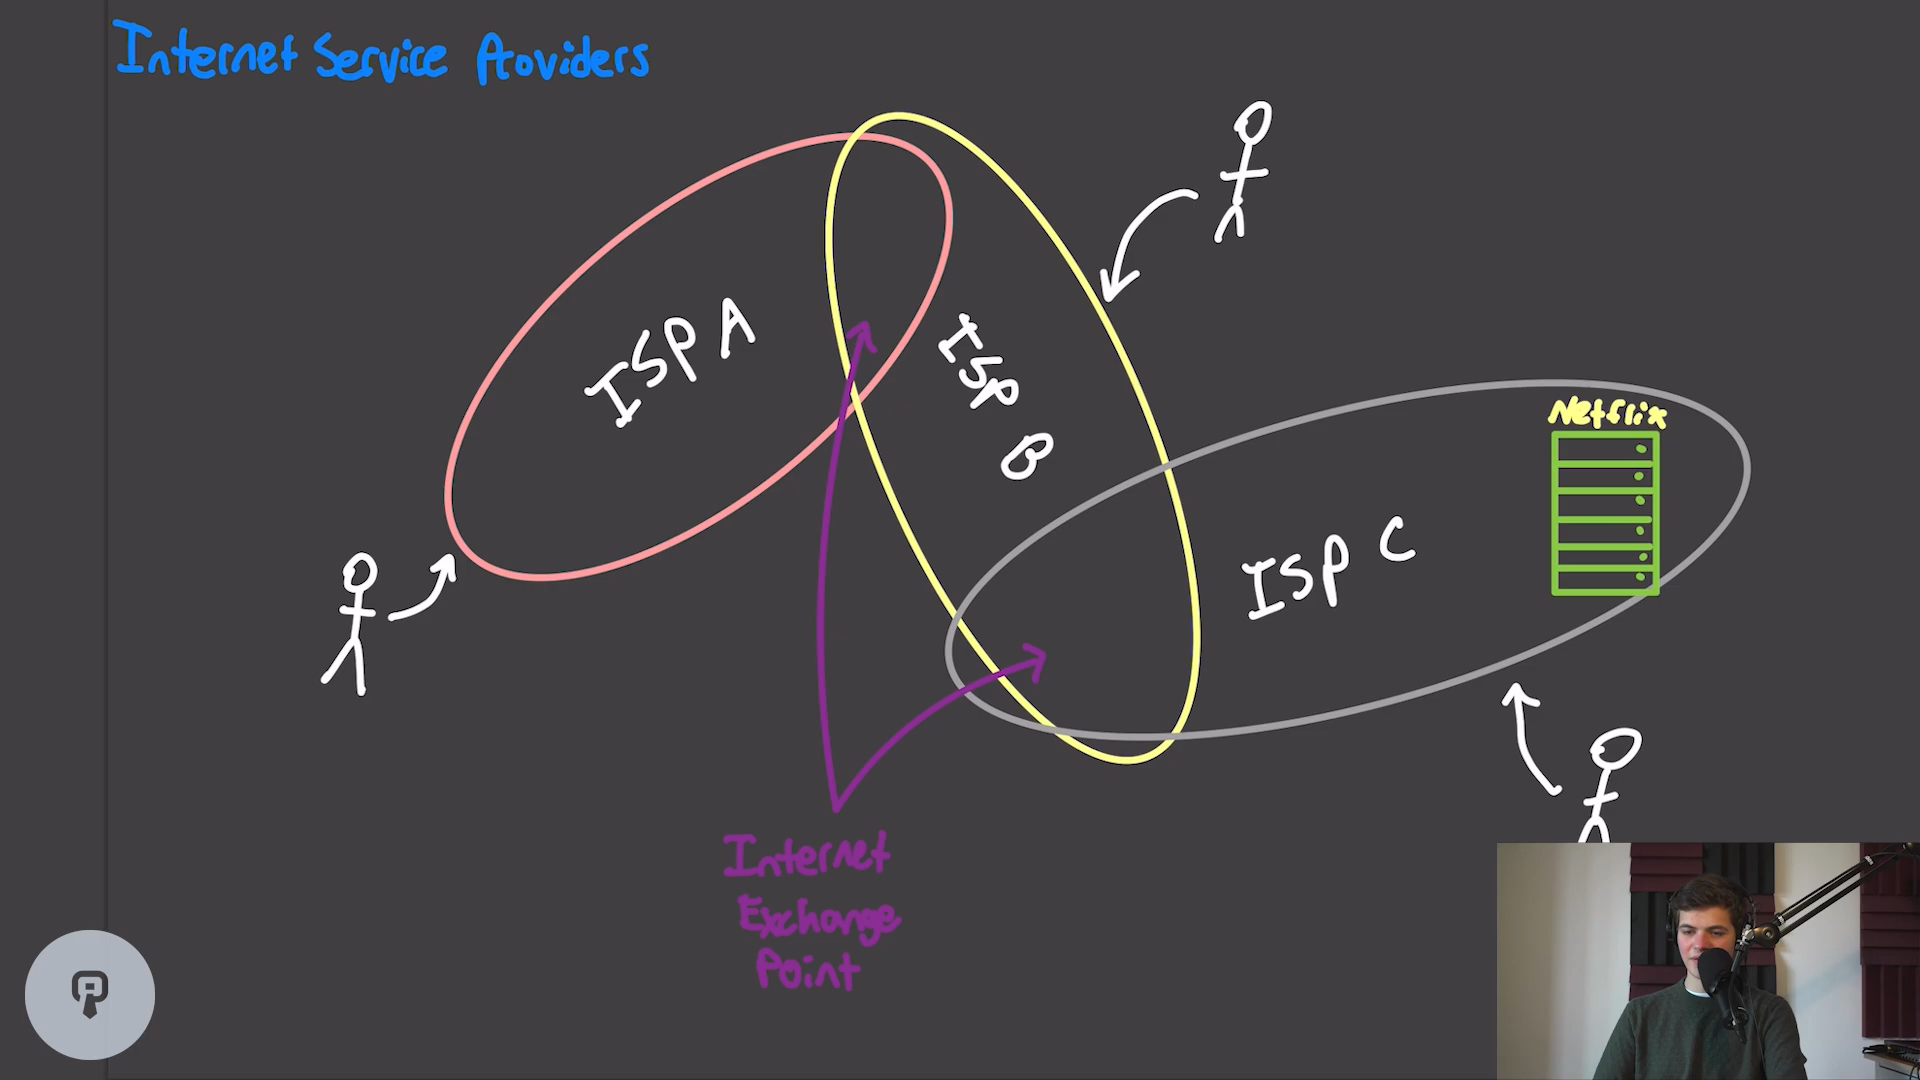 Internet Service Providers
ISP A
ISP B
Netflix
ISP C
Internet
Exchange
Point